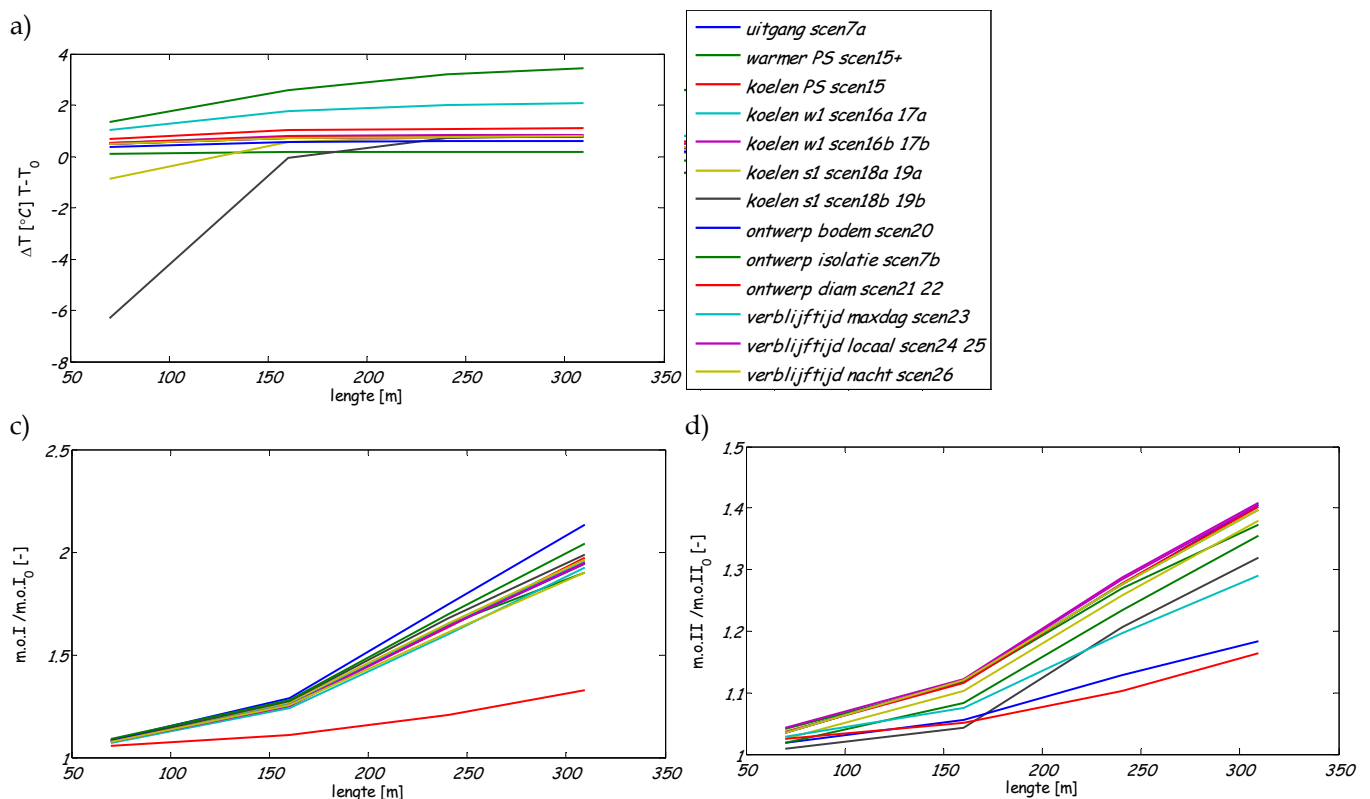 a)
4
2
0
-2
-4
-6
-8
ΔT [°C] T-T₀
50
100
150
200
250
300
350
lengte [m]
uitgang scen7a
warmer PS scen15+
koelen PS scen15
koelen w1 scen16a 17a
koelen w1 scen16b 17b
koelen s1 scen18a 19a
koelen s1 scen18b 19b
ontwerp bodem scen20
ontwerp isolatie scen7b
ontwerp diam scen21 22
verblijftijd maxdag scen23
verblijftijd locaal scen24 25
verblijftijd nacht scen26
c)
2.5
2
1.5
1
m.o.I /m.o.I₀ [-]
50
100
150
200
250
300
350
lengte [m]
d)
1.5
1.4
1.3
1.2
1.1
1
m.o.II /m.o.II₀ [-]
50
100
150
200
250
300
350
lengte [m]